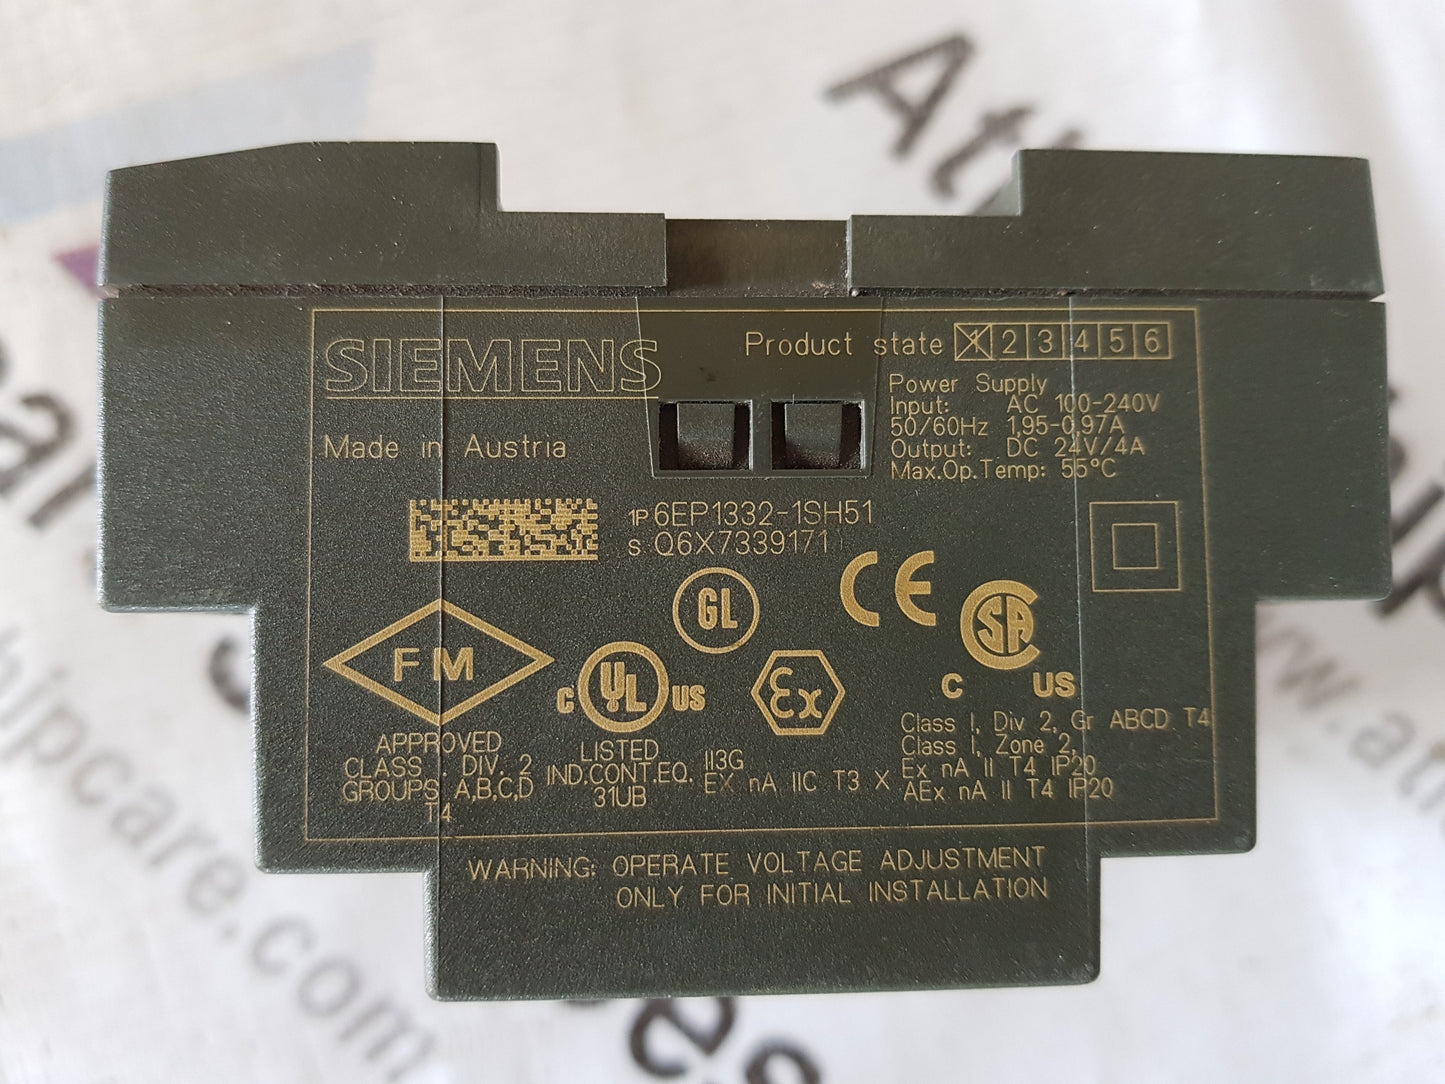 SIEMENS
Product state 1 2 3 4 5 6
Made in Austria
Power Supply
Input: AC 100-240V
50/60Hz 1,95-0,97A
Output: DC 24V/4A
Max.Op.Temp: 55°C
1P 6EP1332-1SH51
S Q6X7339171
GL
CE
FM
APPROVED
CLASS I, DIV. 2
GROUPS A,B,C,D
T4
C UL US
LISTED
IND.CONT.EQ.
31UB
Ex
II3G
EX nA IIC T3 X
SA
C US
Class I, Div 2, Gr ABCD T4
Class I, Zone 2,
Ex nA II T4 IP20
AEx nA II T4 IP20
WARNING: OPERATE VOLTAGE ADJUSTMENT
ONLY FOR INITIAL INSTALLATION